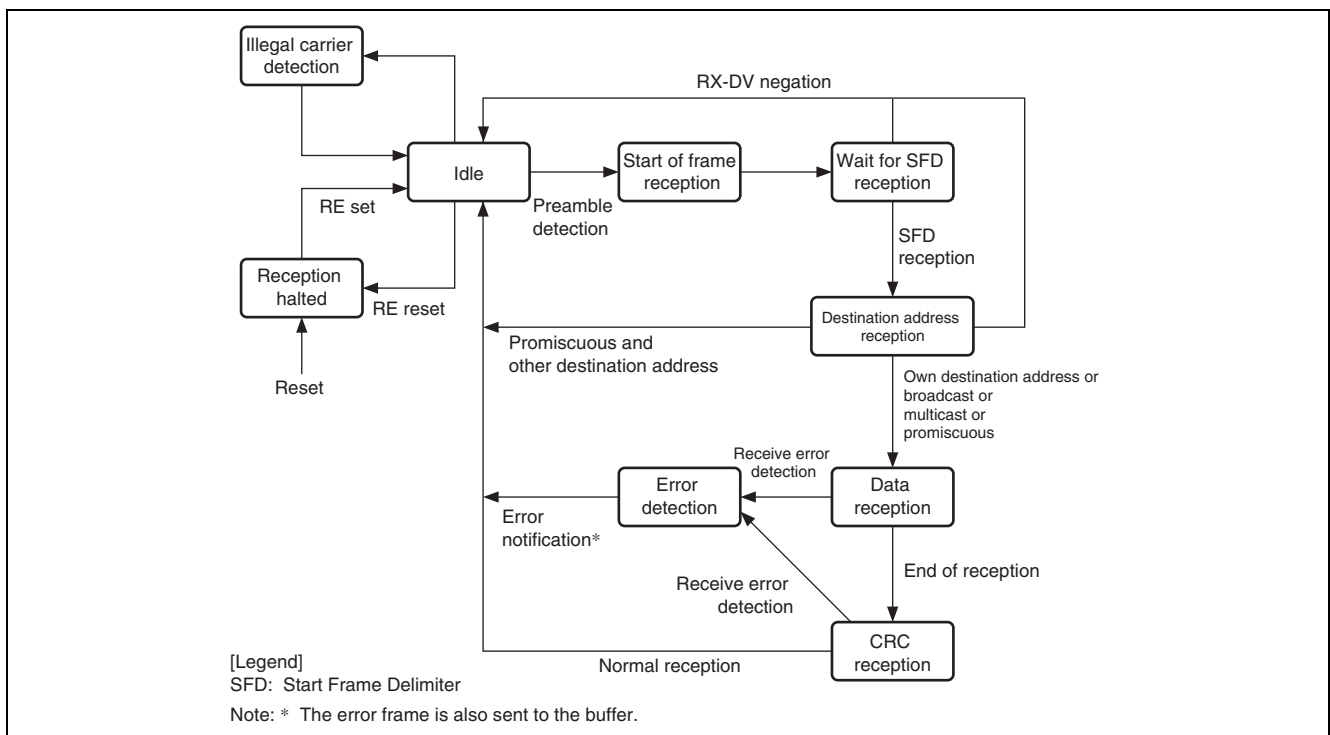 Illegal carrier
detection
RX-DV negation
Idle
Start of frame
reception
Wait for SFD
reception
Preamble
detection
RE set
SFD
reception
Reception
halted
RE reset
Destination address
reception
Promiscuous and
other destination address
Reset
Own destination address or
broadcast or
multicast or
promiscuous
Receive error
detection
Error
detection
Data
reception
Error
notification*
End of reception
Receive error
detection
CRC
reception
Normal reception
[Legend]
SFD: Start Frame Delimiter
Note: * The error frame is also sent to the buffer.